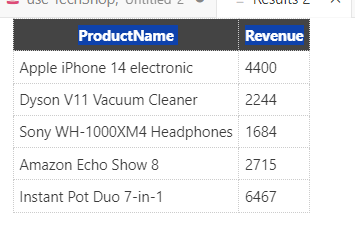 use TechShop, Untitled 2 Results 2
ProductName Revenue
Apple iPhone 14 electronic 4400
Dyson V11 Vacuum Cleaner 2244
Sony WH-1000XM4 Headphones 1684
Amazon Echo Show 8 2715
Instant Pot Duo 7-in-1 6467